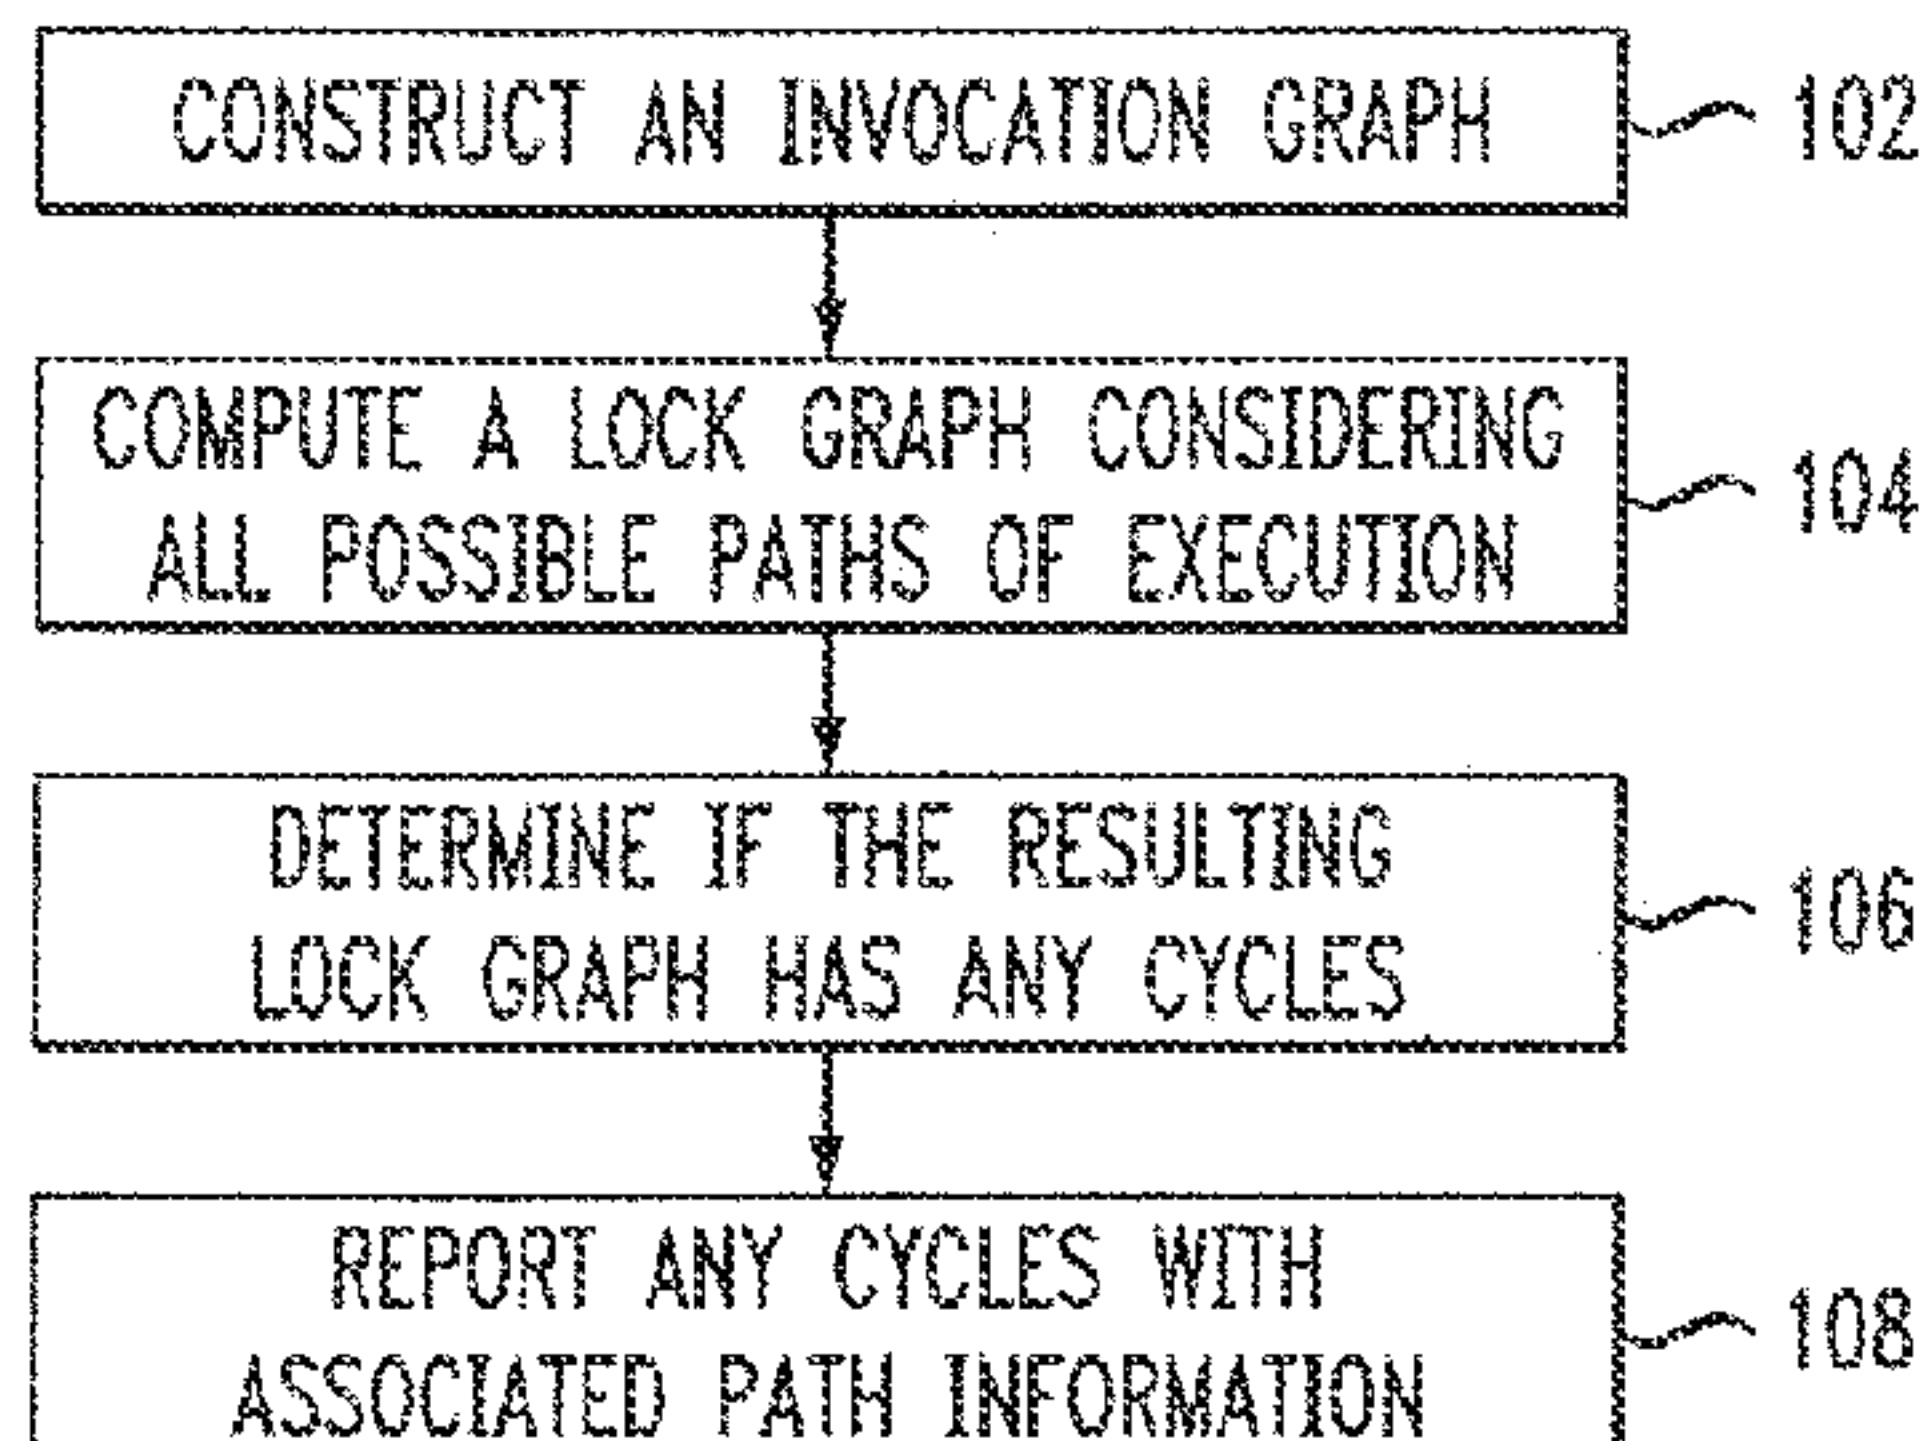 CONSTRUCT AN INVOCATION GRAPH
102
COMPUTE A LOCK GRAPH CONSIDERING
ALL POSSIBLE PATHS OF EXECUTION
104
DETERMINE IF THE RESULTING
LOCK GRAPH HAS ANY CYCLES
106
REPORT ANY CYCLES WITH
ASSOCIATED PATH INFORMATION
108